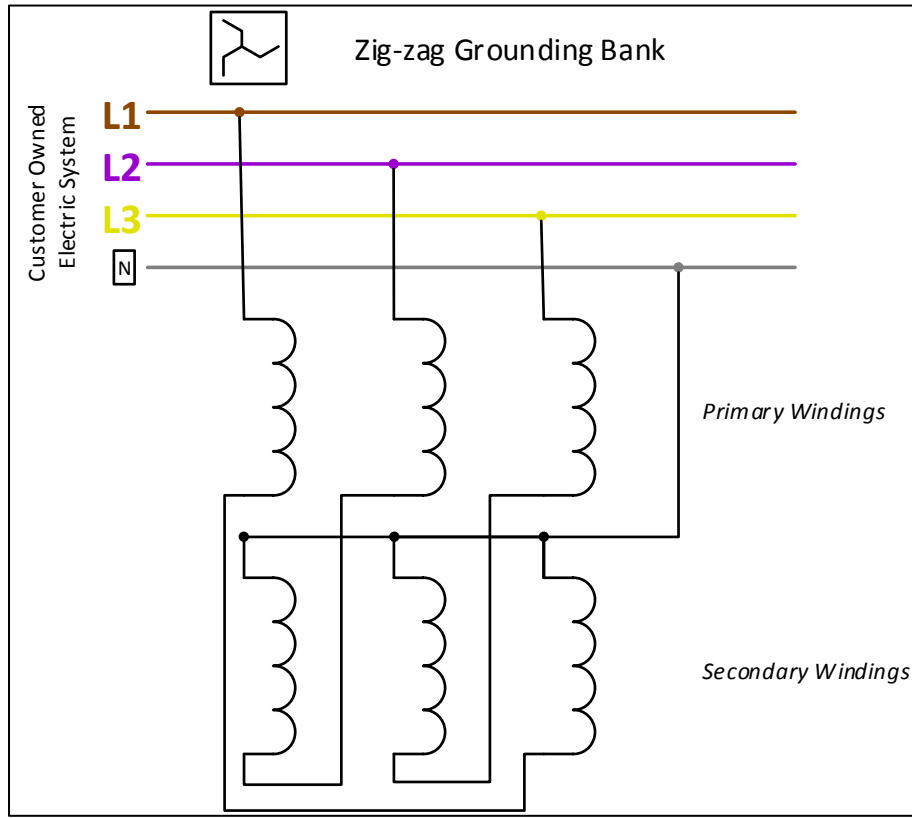 Zig-zag Grounding Bank
Customer Owned
Electric System
L1
L2
L3
N
Primary Windings
Secondary Windings